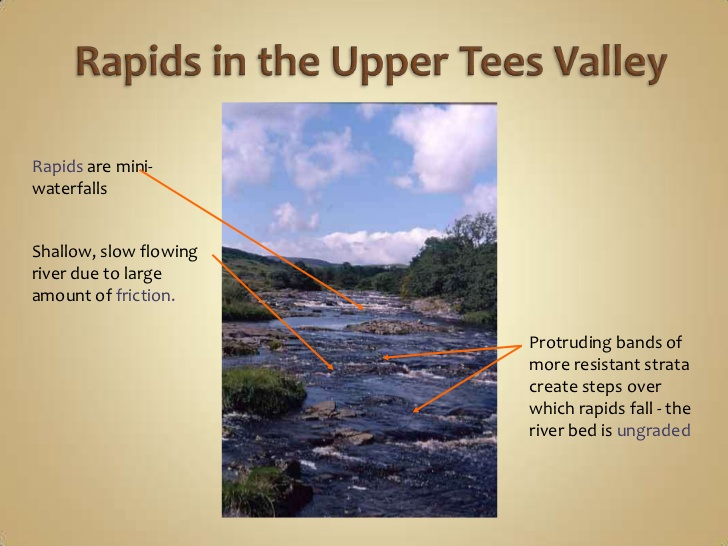 Rapids in the Upper Tees Valley
Rapids are mini-
waterfalls
Shallow, slow flowing
river due to large
amount of friction.
Protruding bands of
more resistant strata
create steps over
which rapids fall - the
river bed is ungraded